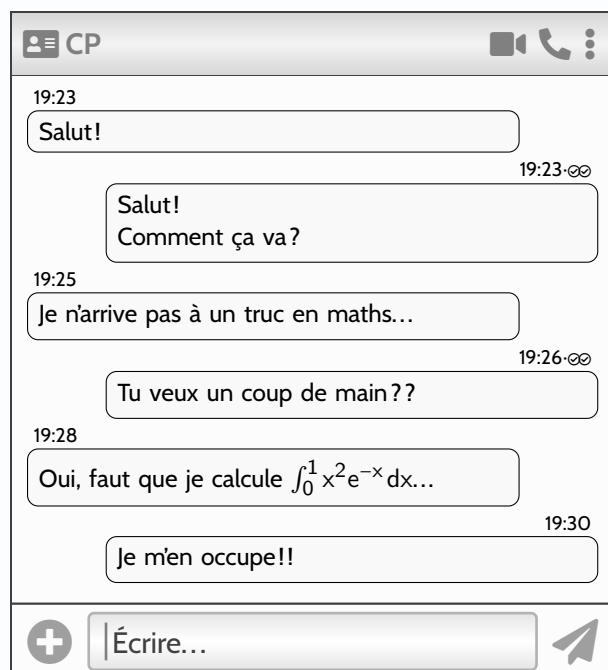 CP
19:23
Salut!
19:23·
Salut!
Comment ça va?
19:25
Je n'arrive pas à un truc en maths…
19:26·
Tu veux un coup de main??
19:28
Oui, faut que je calcule ∫₀¹ x²e⁻ˣ dx…
19:30
Je m'en occupe!!
Écrire…